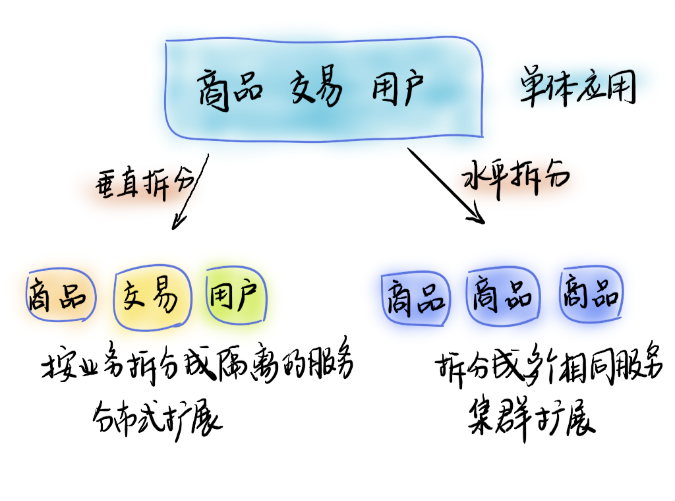 商品 交易 用户
单体应用
垂直拆分
水平拆分
商品 交易 用户
商品 商品 商品
按业务拆分成隔离的服务
分布式扩展
拆分成多个相同服务
集群扩展